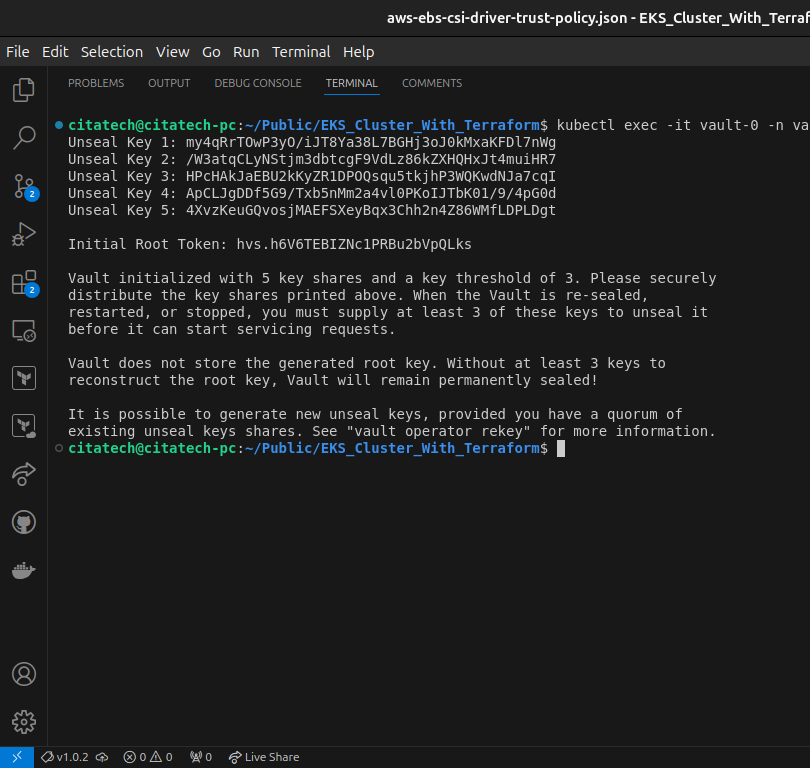 aws-ebs-csi-driver-trust-policy.json - EKS_Cluster_With_Terraf
File Edit Selection View Go Run Terminal Help
PROBLEMS OUTPUT DEBUG CONSOLE TERMINAL COMMENTS
citatech@citatech-pc:~/Public/EKS_Cluster_With_Terraform$ kubectl exec -it vault-0 -n va
Unseal Key 1: my4qRrTOwP3yO/iJT8Ya38L7BGHj3oJ0kMxaKFDl7nWg
Unseal Key 2: /W3atqCLyNStjm3dbtcgF9VdLz86kZXHQHxJt4muiHR7
Unseal Key 3: HPcHAkJaEBU2kKyZR1DPOQsqu5tkjhP3WQKwdNJa7cqI
Unseal Key 4: ApCLJgDDf5G9/Txb5nMm2a4vl0PKoIJTbK01/9/4pG0d
Unseal Key 5: 4XvzKeuGQvosjMAEFSXeyBqx3Chh2n4Z86WMfLDPLDgt
Initial Root Token: hvs.h6V6TEBIZNc1PRBu2bVpQLks
Vault initialized with 5 key shares and a key threshold of 3. Please securely
distribute the key shares printed above. When the Vault is re-sealed,
restarted, or stopped, you must supply at least 3 of these keys to unseal it
before it can start servicing requests.
Vault does not store the generated root key. Without at least 3 keys to
reconstruct the root key, Vault will remain permanently sealed!
It is possible to generate new unseal keys, provided you have a quorum of
existing unseal keys shares. See "vault operator rekey" for more information.
citatech@citatech-pc:~/Public/EKS_Cluster_With_Terraform$
2
2
v1.0.2 0 0 0 Live Share